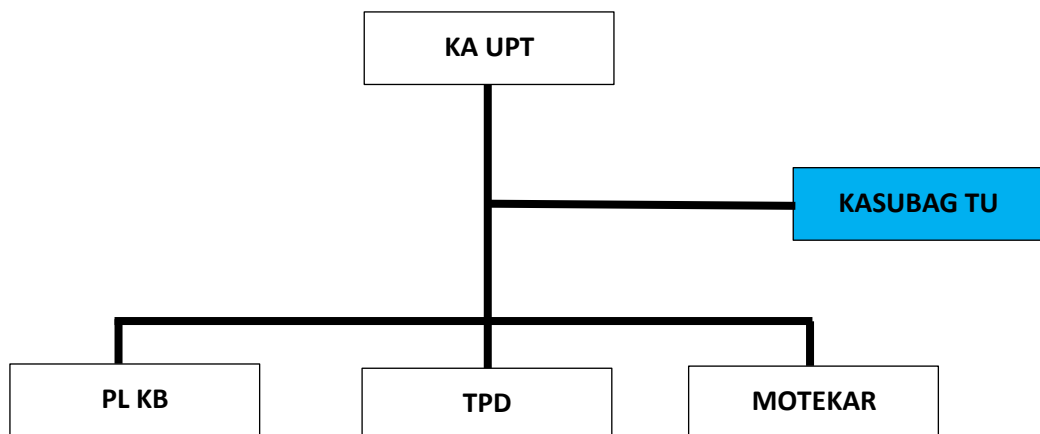 KA UPT
KASUBAG TU
PL KB
TPD
MOTEKAR